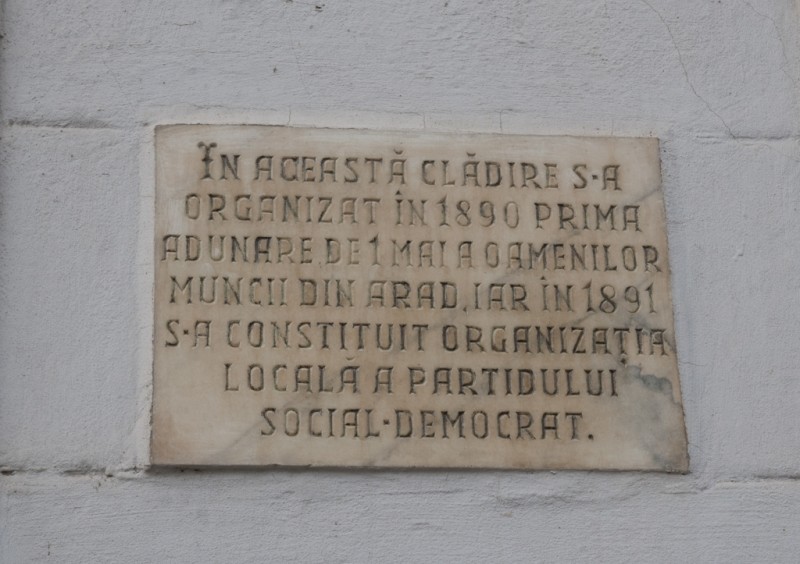 ÎN ACEASTĂ CLĂDIRE S-A
ORGANIZAT ÎN 1890 PRIMA
ADUNARE DE 1 MAI A OAMENILOR
MUNCII DIN ARAD, IAR ÎN 1891
S-A CONSTITUIT ORGANIZAȚIA
LOCALĂ A PARTIDULUI
SOCIAL-DEMOCRAT.